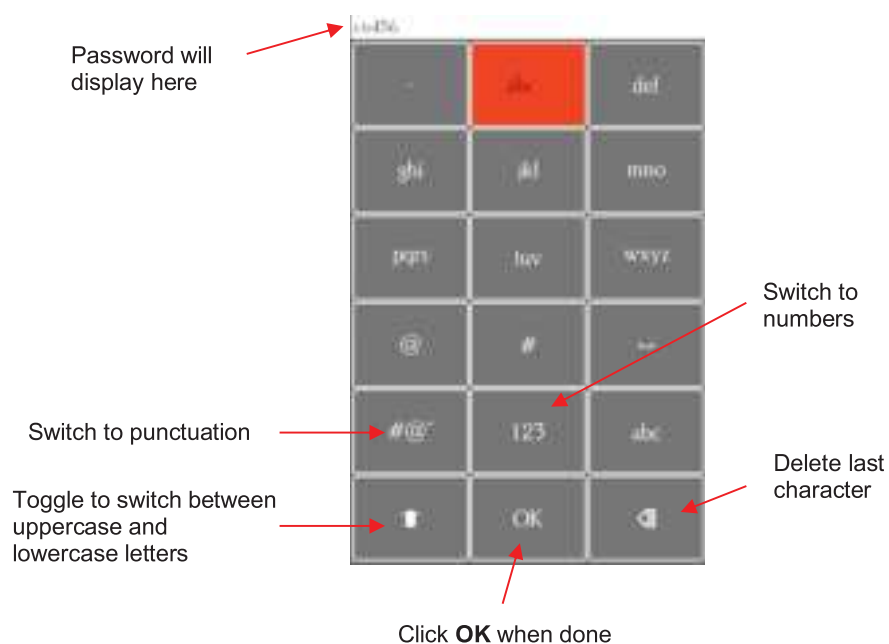 Password will
display here
abc
def
ghi
jkl
mno
pqrs
tuv
wxyz
Switch to
numbers
@
#
Switch to punctuation
#@
123
abc
Delete last
character
Toggle to switch between
uppercase and
lowercase letters
OK
Click OK when done